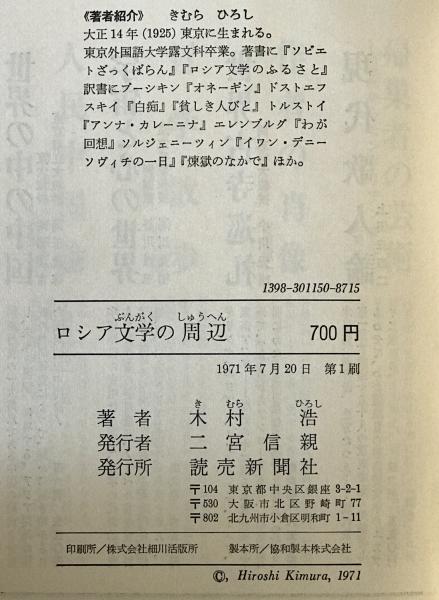 《著者紹介》　きむら　ひろし
大正14年（1925）東京に生まれる。
東京外国語大学露文科卒業。著書に『ソビエ
トざっくばらん』『ロシア文学のふるさと』
訳書にプーシキン『オネーギン』ドストエフ
スキイ『白痴』『貧しき人びと』トルストイ
『アンナ・カレーニナ』エレンブルグ『わが
回想』ソルジェニーツィン『イワン・デニー
ソヴィチの一日』『煉獄のなかで』ほか。
1398-301150-8715
ぶんがく　しゅうへん
ロシア文学の周辺　700円
1971年7月20日　第1刷
き　むら　ひろし
著者　木村　浩
発行者　二宮信親
発行所　読売新聞社
〒104　東京都中央区銀座3-2-1
〒530　大阪市北区野崎町77
〒802　北九州市小倉区明和町1-11
印刷所／株式会社細川活版所　製本所／協和製本株式会社
©, Hiroshi Kimura, 1971